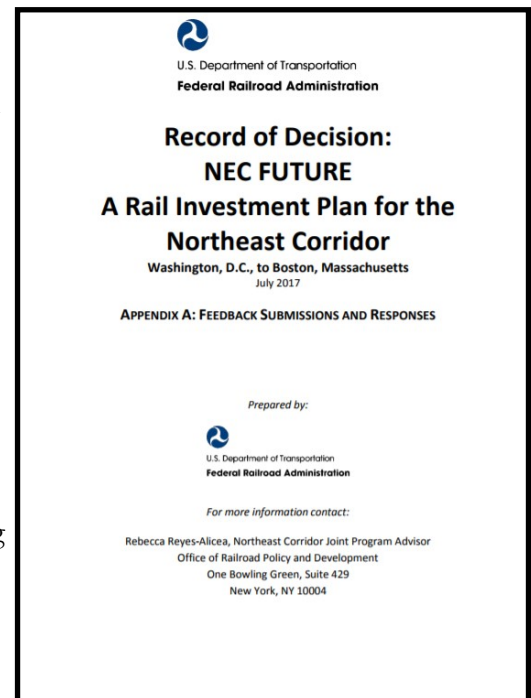 U.S. Department of Transportation
Federal Railroad Administration
Record of Decision:
NEC FUTURE
A Rail Investment Plan for the
Northeast Corridor
Washington, D.C., to Boston, Massachusetts
July 2017
APPENDIX A: FEEDBACK SUBMISSIONS AND RESPONSES
Prepared by:
U.S. Department of Transportation
Federal Railroad Administration
For more information contact:
Rebecca Reyes-Alicea, Northeast Corridor Joint Program Advisor
Office of Railroad Policy and Development
One Bowling Green, Suite 429
New York, NY 10004